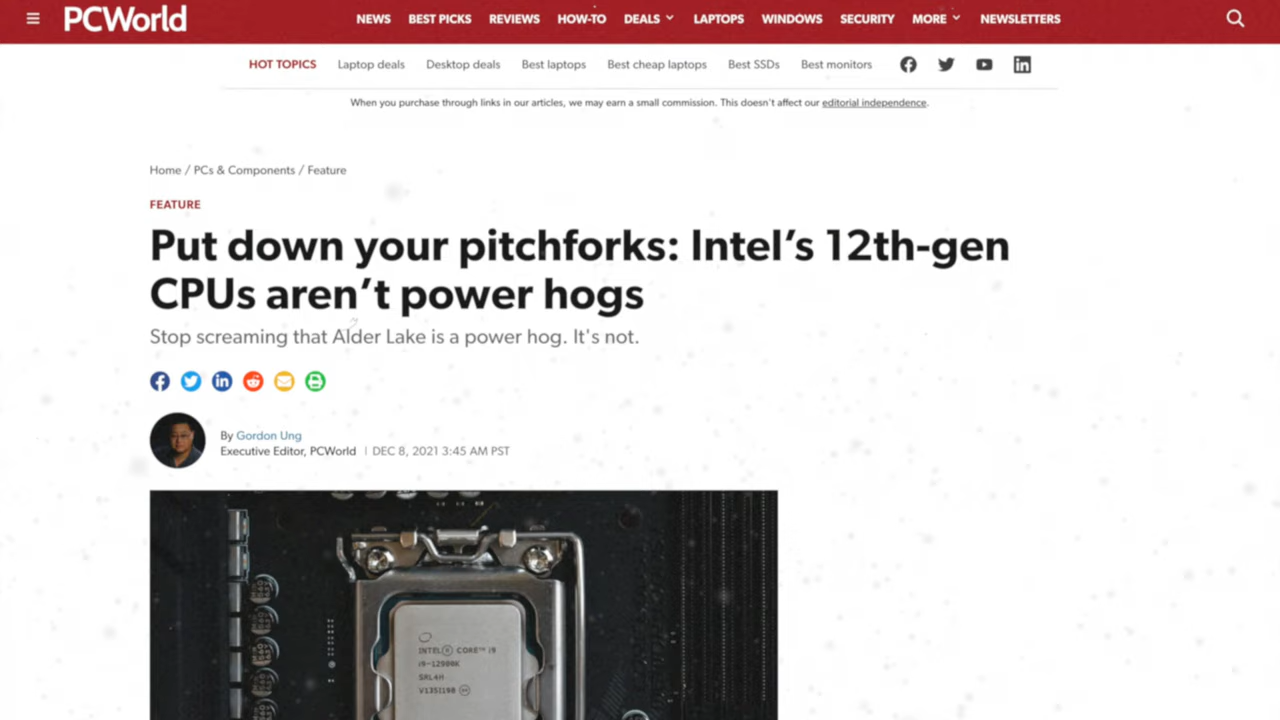 PCWorld
NEWS BEST PICKS REVIEWS HOW-TO DEALS LAPTOPS WINDOWS SECURITY MORE NEWSLETTERS
HOT TOPICS Laptop deals Desktop deals Best laptops Best cheap laptops Best SSDs Best monitors
When you purchase through links in our articles, we may earn a small commission. This doesn't affect our editorial independence.
Home / PCs & Components / Feature
FEATURE
Put down your pitchforks: Intel's 12th-gen
CPUs aren't power hogs
Stop screaming that Alder Lake is a power hog. It's not.
By Gordon Ung
Executive Editor, PCWorld | DEC 8, 2021 3:45 AM PST
INTEL® CORE™ i9
i9-12900K
SRL4H
V135I198